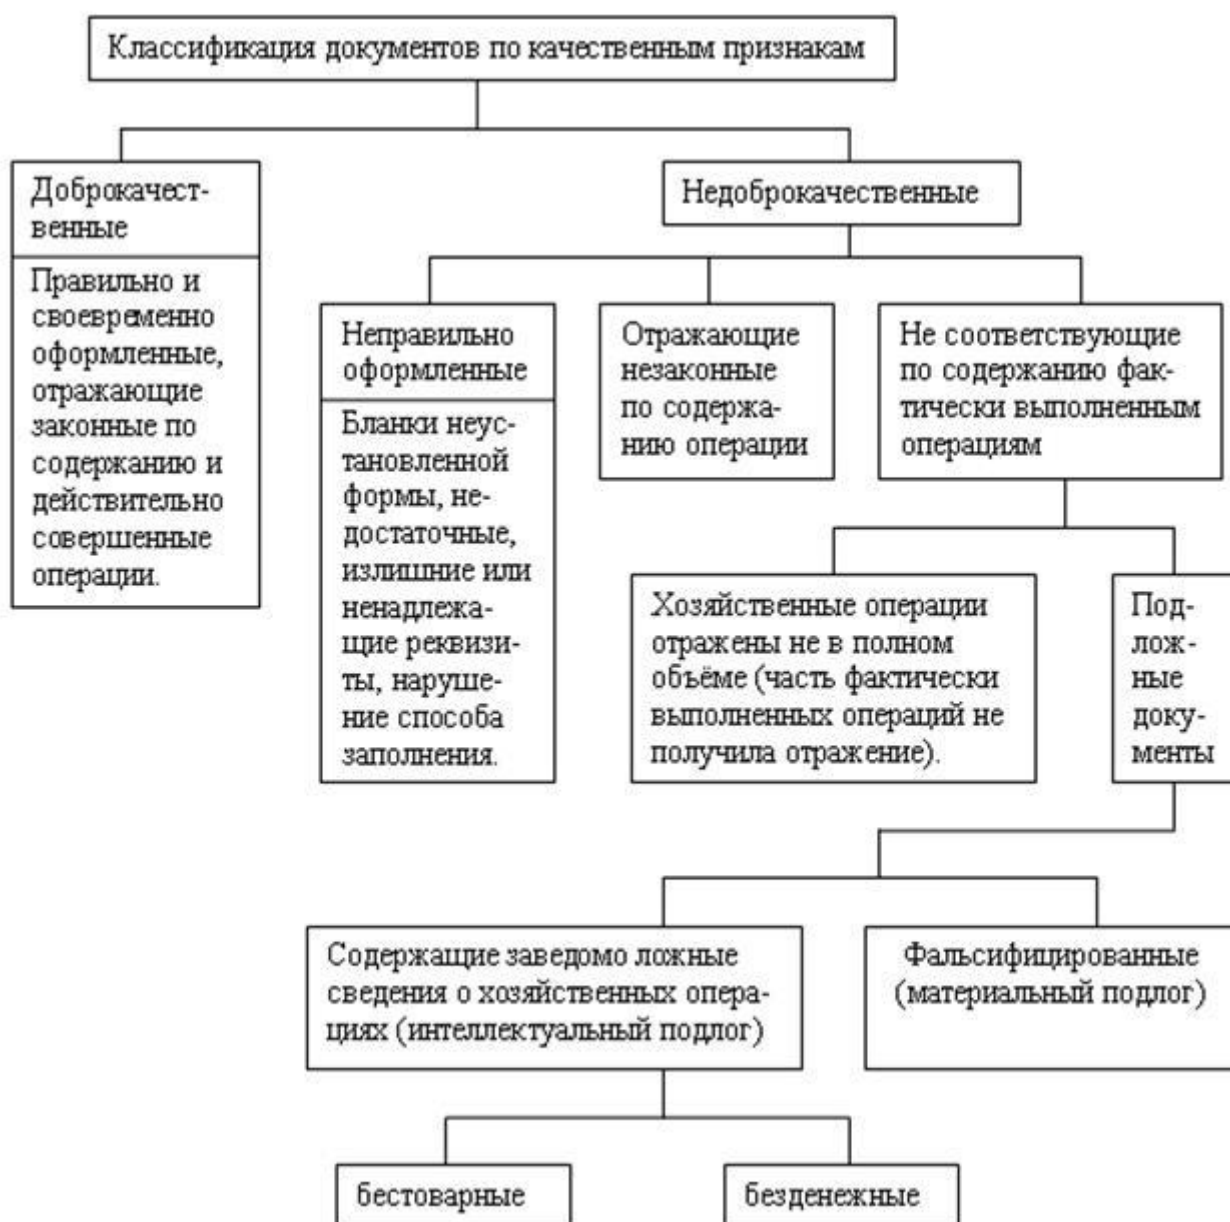 Классификация документов по качественным признакам
Доброкачест-
венные
Правильно и
своевременно
оформленные,
отражающие
законные по
содержанию и
действительно
совершенные
операции.
Недоброкачественные
Неправильно
оформленные
Бланки неус-
тановленной
формы, не-
достаточные,
излишние или
ненадлежа-
щие реквизи-
ты, наруше-
ние способа
заполнения.
Отражающие
незаконные
по содержа-
нию операции
Не соответствующие
по содержанию фак-
тически выполненным
операциям
Хозяйственные операции
отражены не в полном
объёме (часть фактически
выполненных операций не
получила отражение).
Под-
лож-
ные
доку-
менты
Содержащие заведомо ложные
сведения о хозяйственных опера-
циях (интеллектуальный подлог)
Фальсифицированные
(материальный подлог)
бестоварные
безденежные